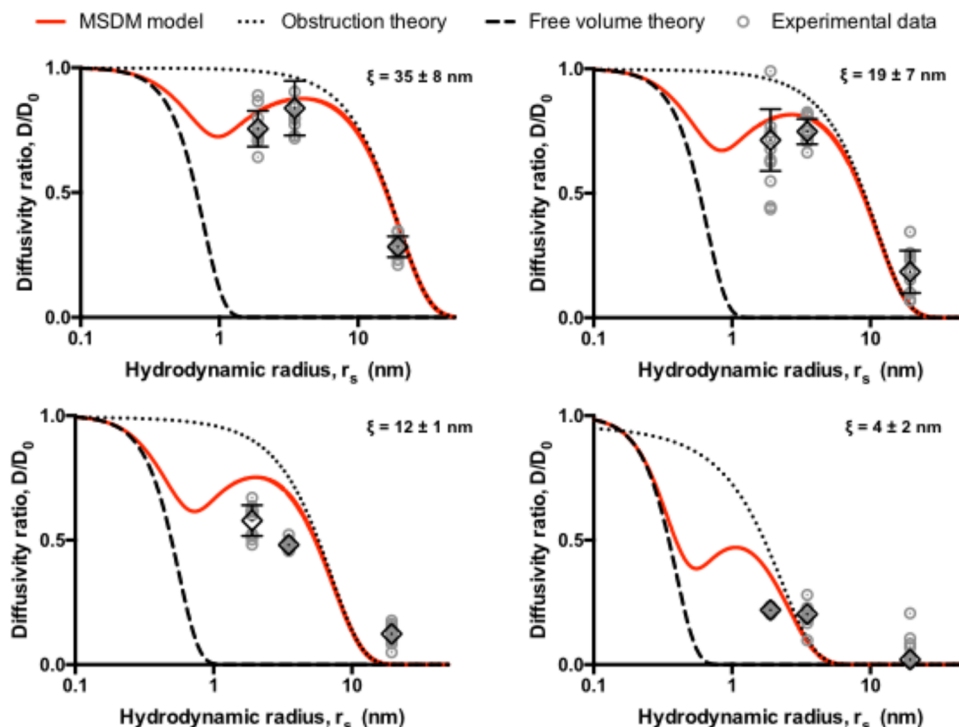 MSDM model Obstruction theory Free volume theory Experimental data
Diffusivity ratio, D/D₀
1.0
0.5
0.0
ξ = 35 ± 8 nm
0.1 1 10
Hydrodynamic radius, rₛ (nm)
Diffusivity ratio, D/D₀
1.0
0.5
0.0
ξ = 19 ± 7 nm
0.1 1 10
Hydrodynamic radius, rₛ (nm)
Diffusivity ratio, D/D₀
1.0
0.5
0.0
ξ = 12 ± 1 nm
0.1 1 10
Hydrodynamic radius, rₛ (nm)
Diffusivity ratio, D/D₀
1.0
0.5
0.0
ξ = 4 ± 2 nm
0.1 1 10
Hydrodynamic radius, rₛ (nm)